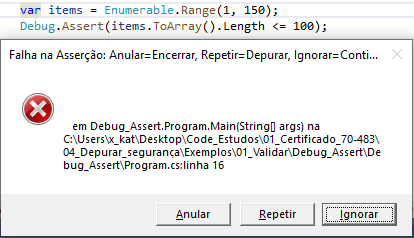 var items = Enumerable.Range(1, 150);
Debug.Assert(items.ToArray().Length <= 100);
Falha na Asserção: Anular=Encerrar, Repetir=Depurar, Ignorar=Conti...
em Debug_Assert.Program.Main(String[] args) na
C:\Users\x_kat\Desktop\Code_Estudos\01_Certificado_70-483\
04_Depurar_segurança\Exemplos\01_Validar\Debug_Assert\De
bug_Assert\Program.cs:linha 16
Anular
Repetir
Ignorar